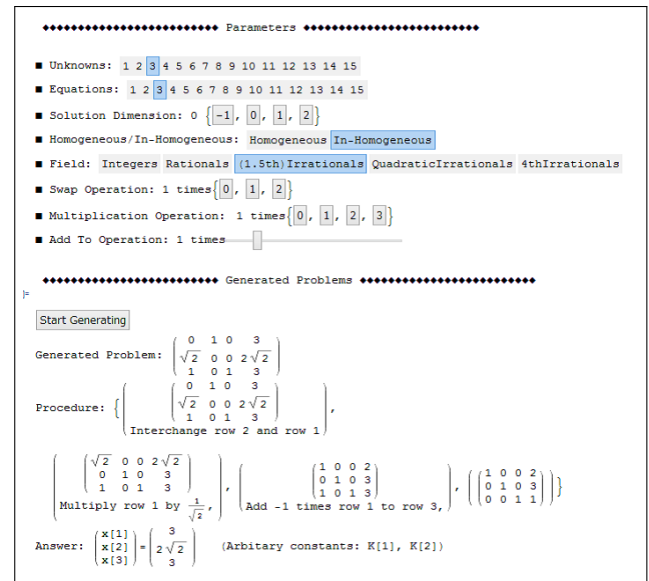 ◆◆◆◆◆◆◆◆◆◆◆◆◆◆◆◆◆◆◆◆◆◆◆◆◆ Parameters ◆◆◆◆◆◆◆◆◆◆◆◆◆◆◆◆◆◆◆◆◆◆◆◆◆
■ Unknowns: 1 2 3 4 5 6 7 8 9 10 11 12 13 14 15
■ Equations: 1 2 3 4 5 6 7 8 9 10 11 12 13 14 15
■ Solution Dimension: 0 {-1, 0, 1, 2}
■ Homogeneous/In-Homogeneous: Homogeneous In-Homogeneous
■ Field: Integers Rationals (1.5th)Irrationals QuadraticIrrationals 4thIrrationals
■ Swap Operation: 1 times{0, 1, 2}
■ Multiplication Operation: 1 times{0, 1, 2, 3}
■ Add To Operation: 1 times
◆◆◆◆◆◆◆◆◆◆◆◆◆◆◆◆◆◆◆◆◆◆◆◆◆ Generated Problems ◆◆◆◆◆◆◆◆◆◆◆◆◆◆◆◆◆◆◆◆◆◆◆◆◆
)=
Start Generating
0 1 0 3
Generated Problem: (√2 0 0 2√2)
1 0 1 3
0 1 0 3
Procedure: {( (√2 0 0 2√2)
1 0 1 3
Interchange row 2 and row 1),
√2 0 0 2√2 1 0 0 2 1 0 0 2
0 1 0 3 0 1 0 3 0 1 0 3
1 0 1 3 1 0 1 3 0 0 1 1
Multiply row 1 by 1/√2, ), (Add -1 times row 1 to row 3, ), ( )}
x[1] 3
Answer: (x[2]) = (2√2) (Arbitary constants: K[1], K[2])
x[3] 3